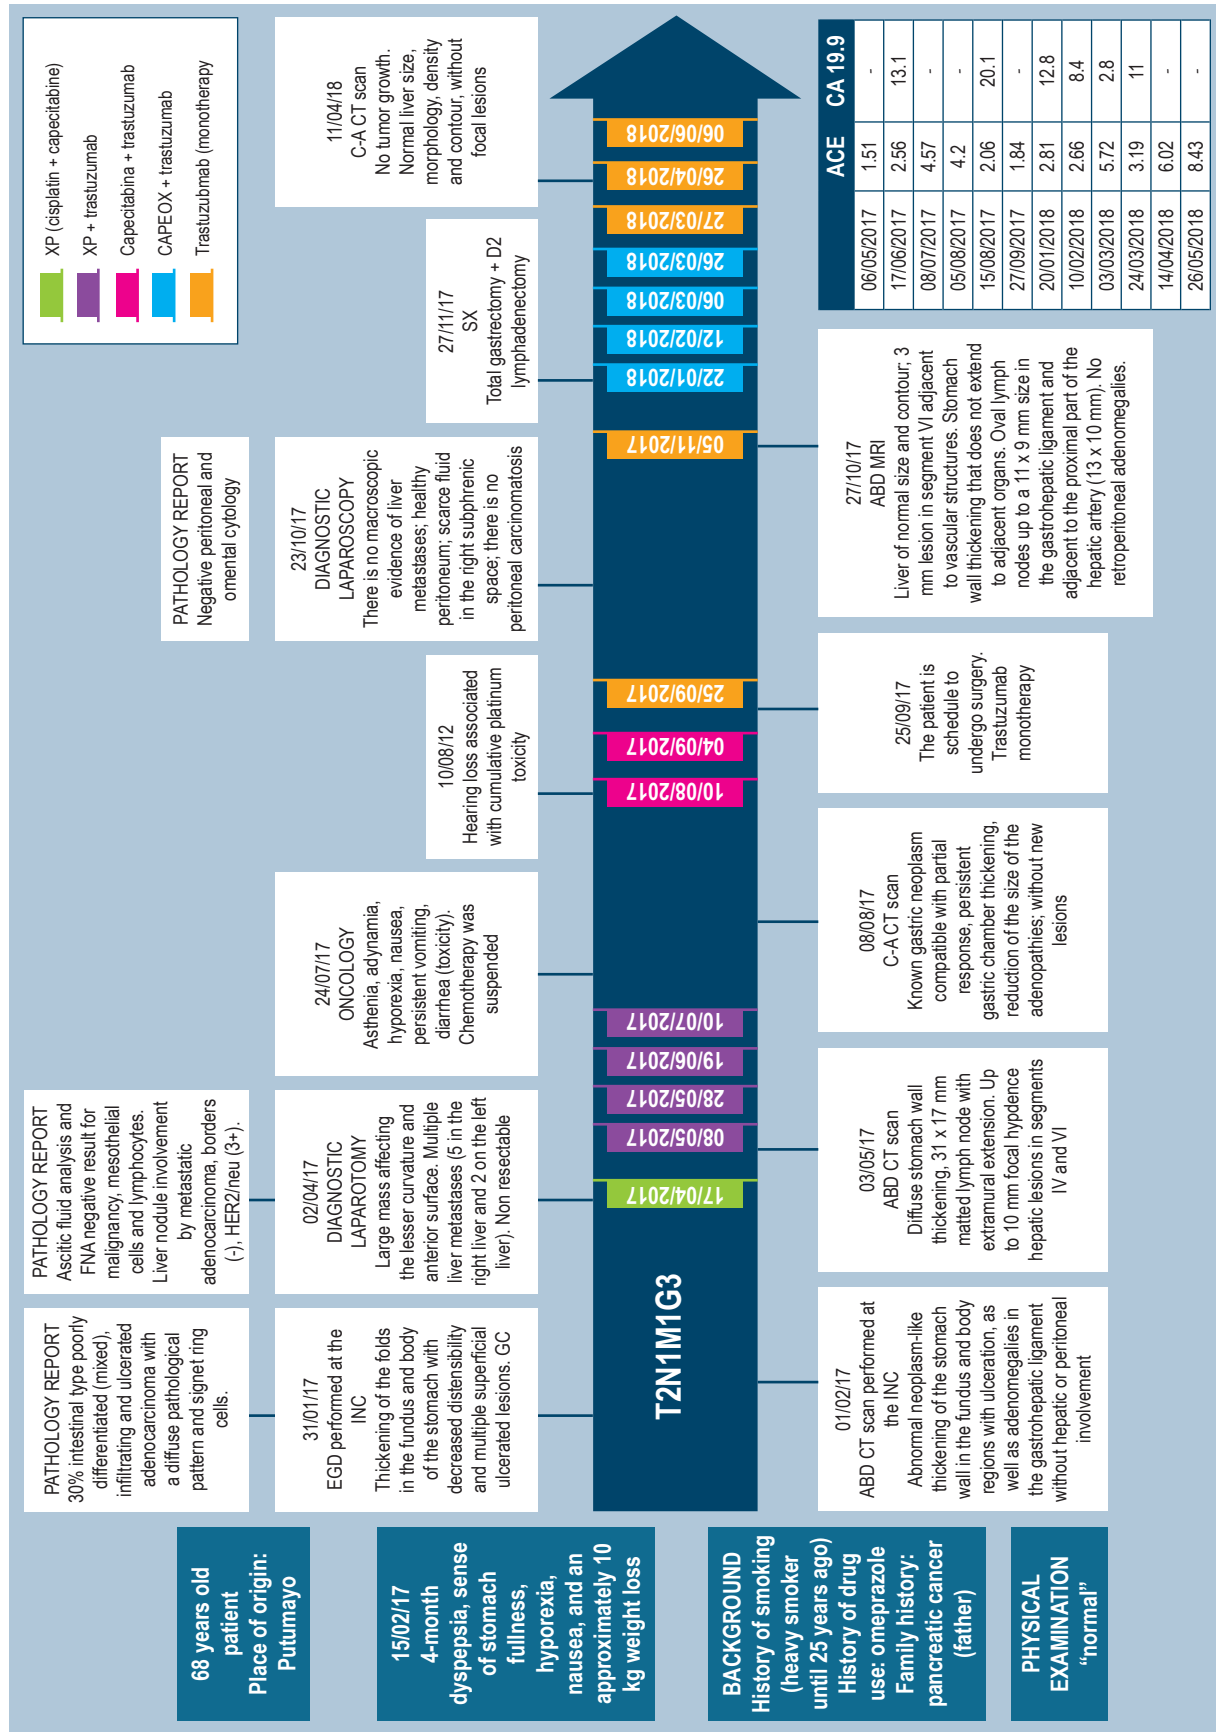 68 years old
patient
Place of origin:
Putumayo
15/02/17
4-month
dyspepsia, sense
of stomach
fullness,
hyporexia,
nausea, and an
approximately 10
kg weight loss
BACKGROUND
History of smoking
(heavy smoker
until 25 years ago)
History of drug
use: omeprazole
Family history:
pancreatic cancer
(father)
PHYSICAL
EXAMINATION
“normal”
PATHOLOGY REPORT
30% intestinal type poorly
differentiated (mixed),
infiltrating and ulcerated
adenocarcinoma with
a diffuse pathological
pattern and signet ring
cells.
31/01/17
EGD performed at the
INC
Thickening of the folds
in the fundus and body
of the stomach with
decreased distensibility
and multiple superficial
ulcerated lesions. GC
PATHOLOGY REPORT
Ascitic fluid analysis and
FNA negative result for
malignancy, mesothelial
cells and lymphocytes.
Liver nodule involvement
by metastatic
adenocarcinoma, borders
(-), HER2/neu (3+).
02/04/17
DIAGNOSTIC
LAPAROTOMY
Large mass affecting
the lesser curvature and
anterior surface. Multiple
liver metastases (5 in the
right liver and 2 on the left
liver). Non resectable
24/07/17
ONCOLOGY
Asthenia, adynamia,
hyporexia, nausea,
persistent vomiting,
diarrhea (toxicity).
Chemotherapy was
suspended
10/08/12
Hearing loss associated
with cumulative platinum
toxicity
PATHOLOGY REPORT
Negative peritoneal and
omental cytology
23/10/17
DIAGNOSTIC
LAPAROSCOPY
There is no macroscopic
evidence of liver
metastases; healthy
peritoneum; scarce fluid
in the right subphrenic
space; there is no
peritoneal carcinomatosis
27/11/17
SX
Total gastrectomy + D2
lymphadenectomy
11/04/18
C-A CT scan
No tumor growth.
Normal liver size,
morphology, density
and contour, without
focal lesions
XP (cisplatin + capecitabine)
XP + trastuzumab
Capecitabina + trastuzumab
CAPEOX + trastuzumab
Trastuzubmab (monotherapy)
T2N1M1G3
17/04/2017
08/05/2017
28/05/2017
19/06/2017
10/07/2017
10/08/2017
04/09/2017
25/09/2017
05/11/2017
22/01/2018
12/02/2018
06/03/2018
26/03/2018
27/03/2018
26/04/2018
06/06/2018
01/02/17
ABD CT scan performed at
the INC
Abnormal neoplasm-like
thickening of the stomach
wall in the fundus and body
regions with ulceration, as
well as adenomegalies in
the gastrohepatic ligament
without hepatic or peritoneal
involvement
03/05/17
ABD CT scan
Diffuse stomach wall
thickening, 31 x 17 mm
matted lymph node with
extramural extension. Up
to 10 mm focal hypdence
hepatic lesions in segments
IV and VI
08/08/17
C-A CT scan
Known gastric neoplasm
compatible with partial
response, persistent
gastric chamber thickening,
reduction of the size of the
adenopathies; without new
lesions
25/09/17
The patient is
schedule to
undergo surgery.
Trastuzumab
monotherapy
27/10/17
ABD MRI
Liver of normal size and contour; 3
mm lesion in segment VI adjacent
to vascular structures. Stomach
wall thickening that does not extend
to adjacent organs. Oval lymph
nodes up to a 11 x 9 mm size in
the gastrohepatic ligament and
adjacent to the proximal part of the
hepatic artery (13 x 10 mm). No
retroperitoneal adenomegalies.
ACE CA 19.9
06/05/2017 1.51 -
17/06/2017 2.56 13.1
08/07/2017 4.57 -
05/08/2017 4.2 -
15/08/2017 2.06 20.1
27/09/2017 1.84 -
20/01/2018 2.81 12.8
10/02/2018 2.66 8.4
03/03/2018 5.72 2.8
24/03/2018 3.19 11
14/04/2018 6.02 -
26/05/2018 8.43 -